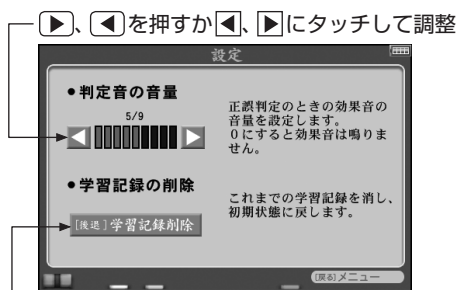 ▶、◀を押すか◀、▶にタッチして調整
設定
●判定音の音量
5/9
正誤判定のときの効果音の
音量を設定します。
0にすると効果音は鳴りま
せん。
●学習記録の削除
[後退]学習記録削除
これまでの学習記録を消し、
初期状態に戻します。
[戻る]メニュー